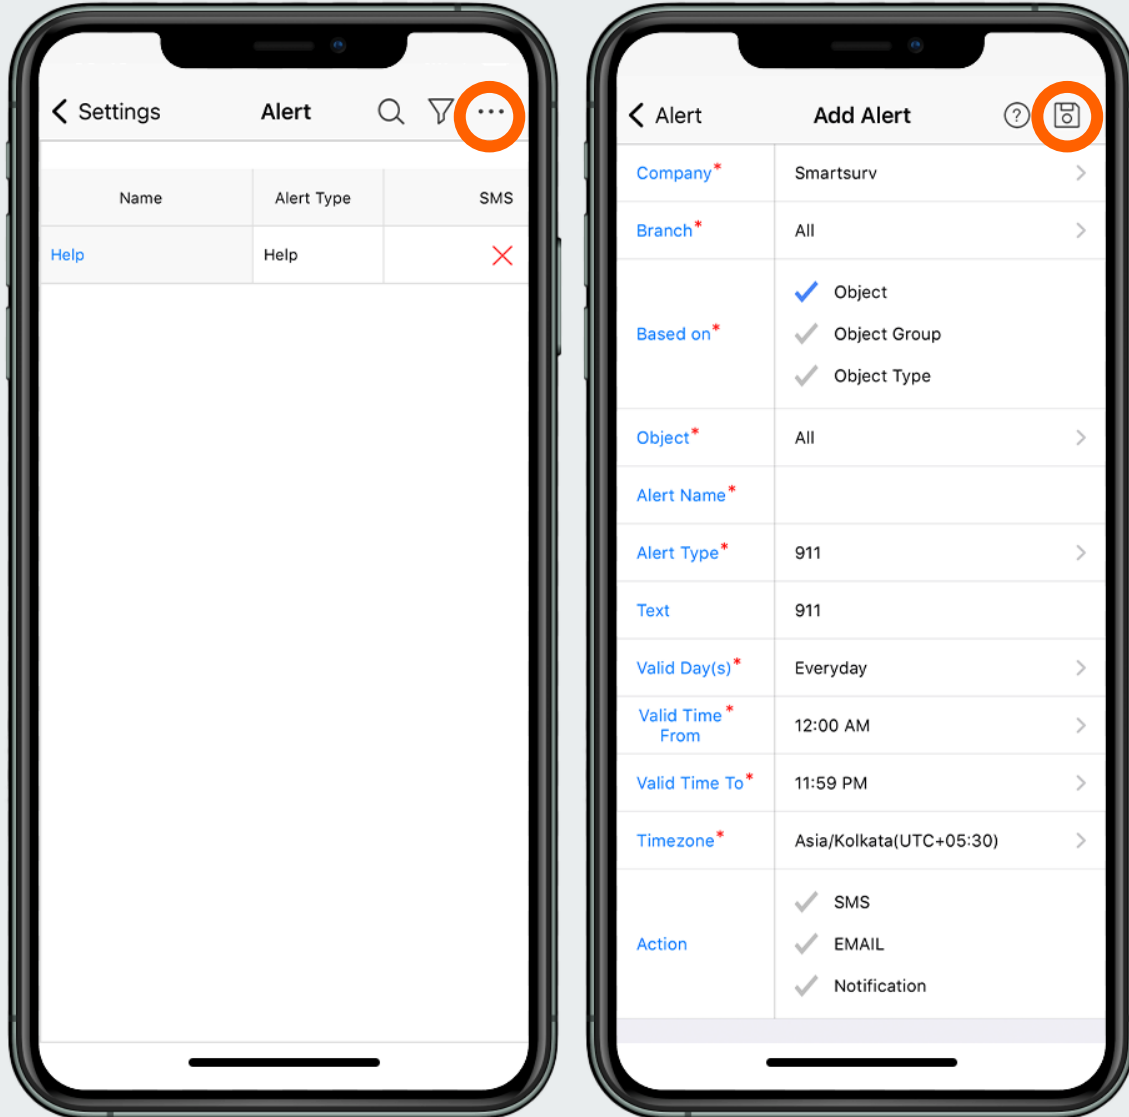 Settings
Alert
Name Alert Type SMS
Help Help
Alert
Add Alert
Company* Smartsurv
Branch* All
Based on*
Object
Object Group
Object Type
Object* All
Alert Name*
Alert Type* 911
Text 911
Valid Day(s)* Everyday
Valid Time*
From
12:00 AM
Valid Time To* 11:59 PM
Timezone* Asia/Kolkata(UTC+05:30)
Action
SMS
EMAIL
Notification